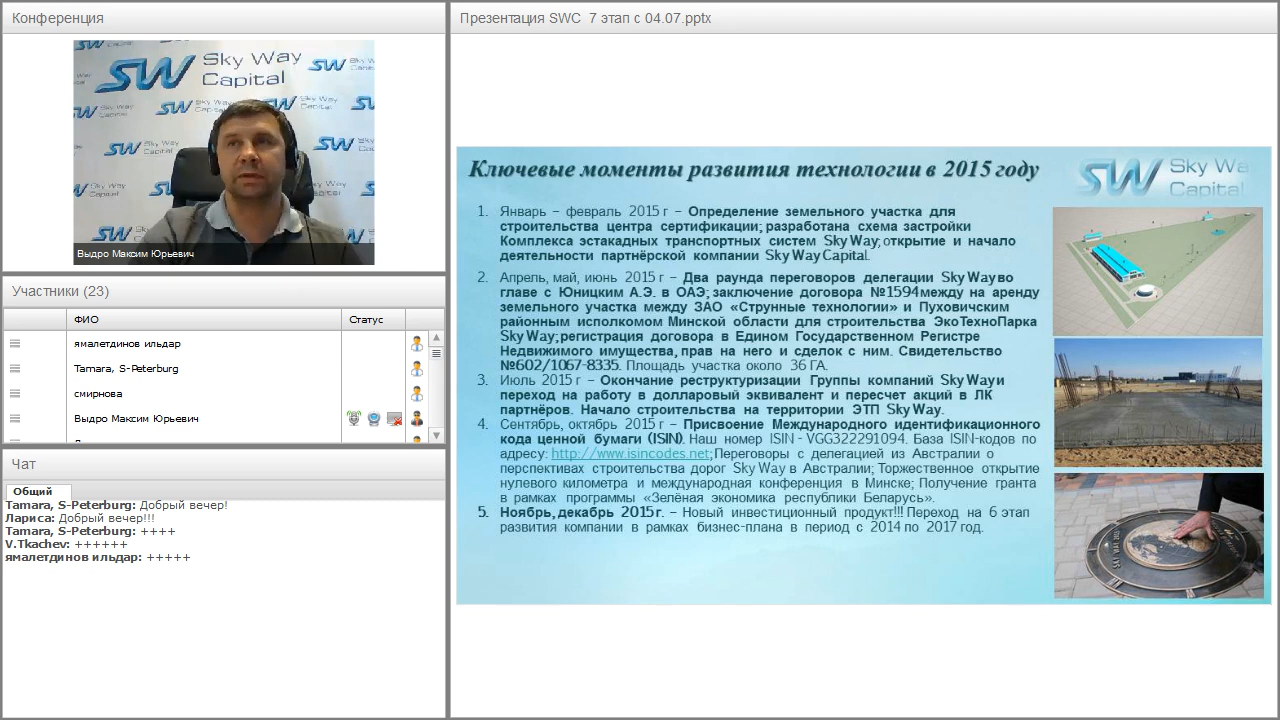 Конференция
Sky Way
Capital
Выдро Максим Юрьевич
Участники (23)
ФИО
Статус
ямалетдинов ильдар
Tamara, S-Peterburg
смирнова
Выдро Максим Юрьевич
Чат
Общий
Tamara, S-Peterburg: Добрый вечер!
Лариса: Добрый вечер!!!
Tamara, S-Peterburg: ++++
V.Tkachev: ++++++
ямалетдинов ильдар: +++++
Презентация SWC 7 этап с 04.07.pptx
Ключевые моменты развития технологии в 2015 году
SW Sky Way
Capital
1. Январь – февраль 2015 г – Определение земельного участка для
строительства центра сертификации; разработана схема застройки
Комплекса эстакадных транспортных систем Sky Way; открытие и начало
деятельности партнёрской компании Sky Way Capital.
2. Апрель, май, июнь 2015 г – Два раунда переговоров делегации Sky Way во
главе с Юницким А.Э. в ОАЭ; заключение договора №1594 между на аренду
земельного участка между ЗАО «Струнные технологии» и Пуховичским
районным исполкомом Минской области для строительства ЭкоТехноПарка
Sky Way; регистрация договора в Едином Государственном Регистре
Недвижимого имущества, прав на него и сделок с ним. Свидетельство
№602/1067-8335. Площадь участка около 36 ГА.
3. Июль 2015 г – Окончание реструктуризации Группы компаний Sky Way и
переход на работу в долларовый эквивалент и пересчет акций в ЛК
партнёров. Начало строительства на территории ЭТП Sky Way.
4. Сентябрь, октябрь 2015 г – Присвоение Международного идентификационного
кода ценной бумаги (ISIN). Наш номер ISIN - VGG322291094. База ISIN-кодов по
адресу: http://www.isincodes.net; Переговоры с делегацией из Австралии о
перспективах строительства дорог Sky Way в Австралии; Торжественное открытие
нулевого километра и международная конференция в Минске; Получение гранта
в рамках программы «Зелёная экономика республики Беларусь».
5. Ноябрь, декабрь 2015 г. – Новый инвестиционный продукт!!! Переход на 6 этап
развития компании в рамках бизнес-плана в период с 2014 по 2017 год.